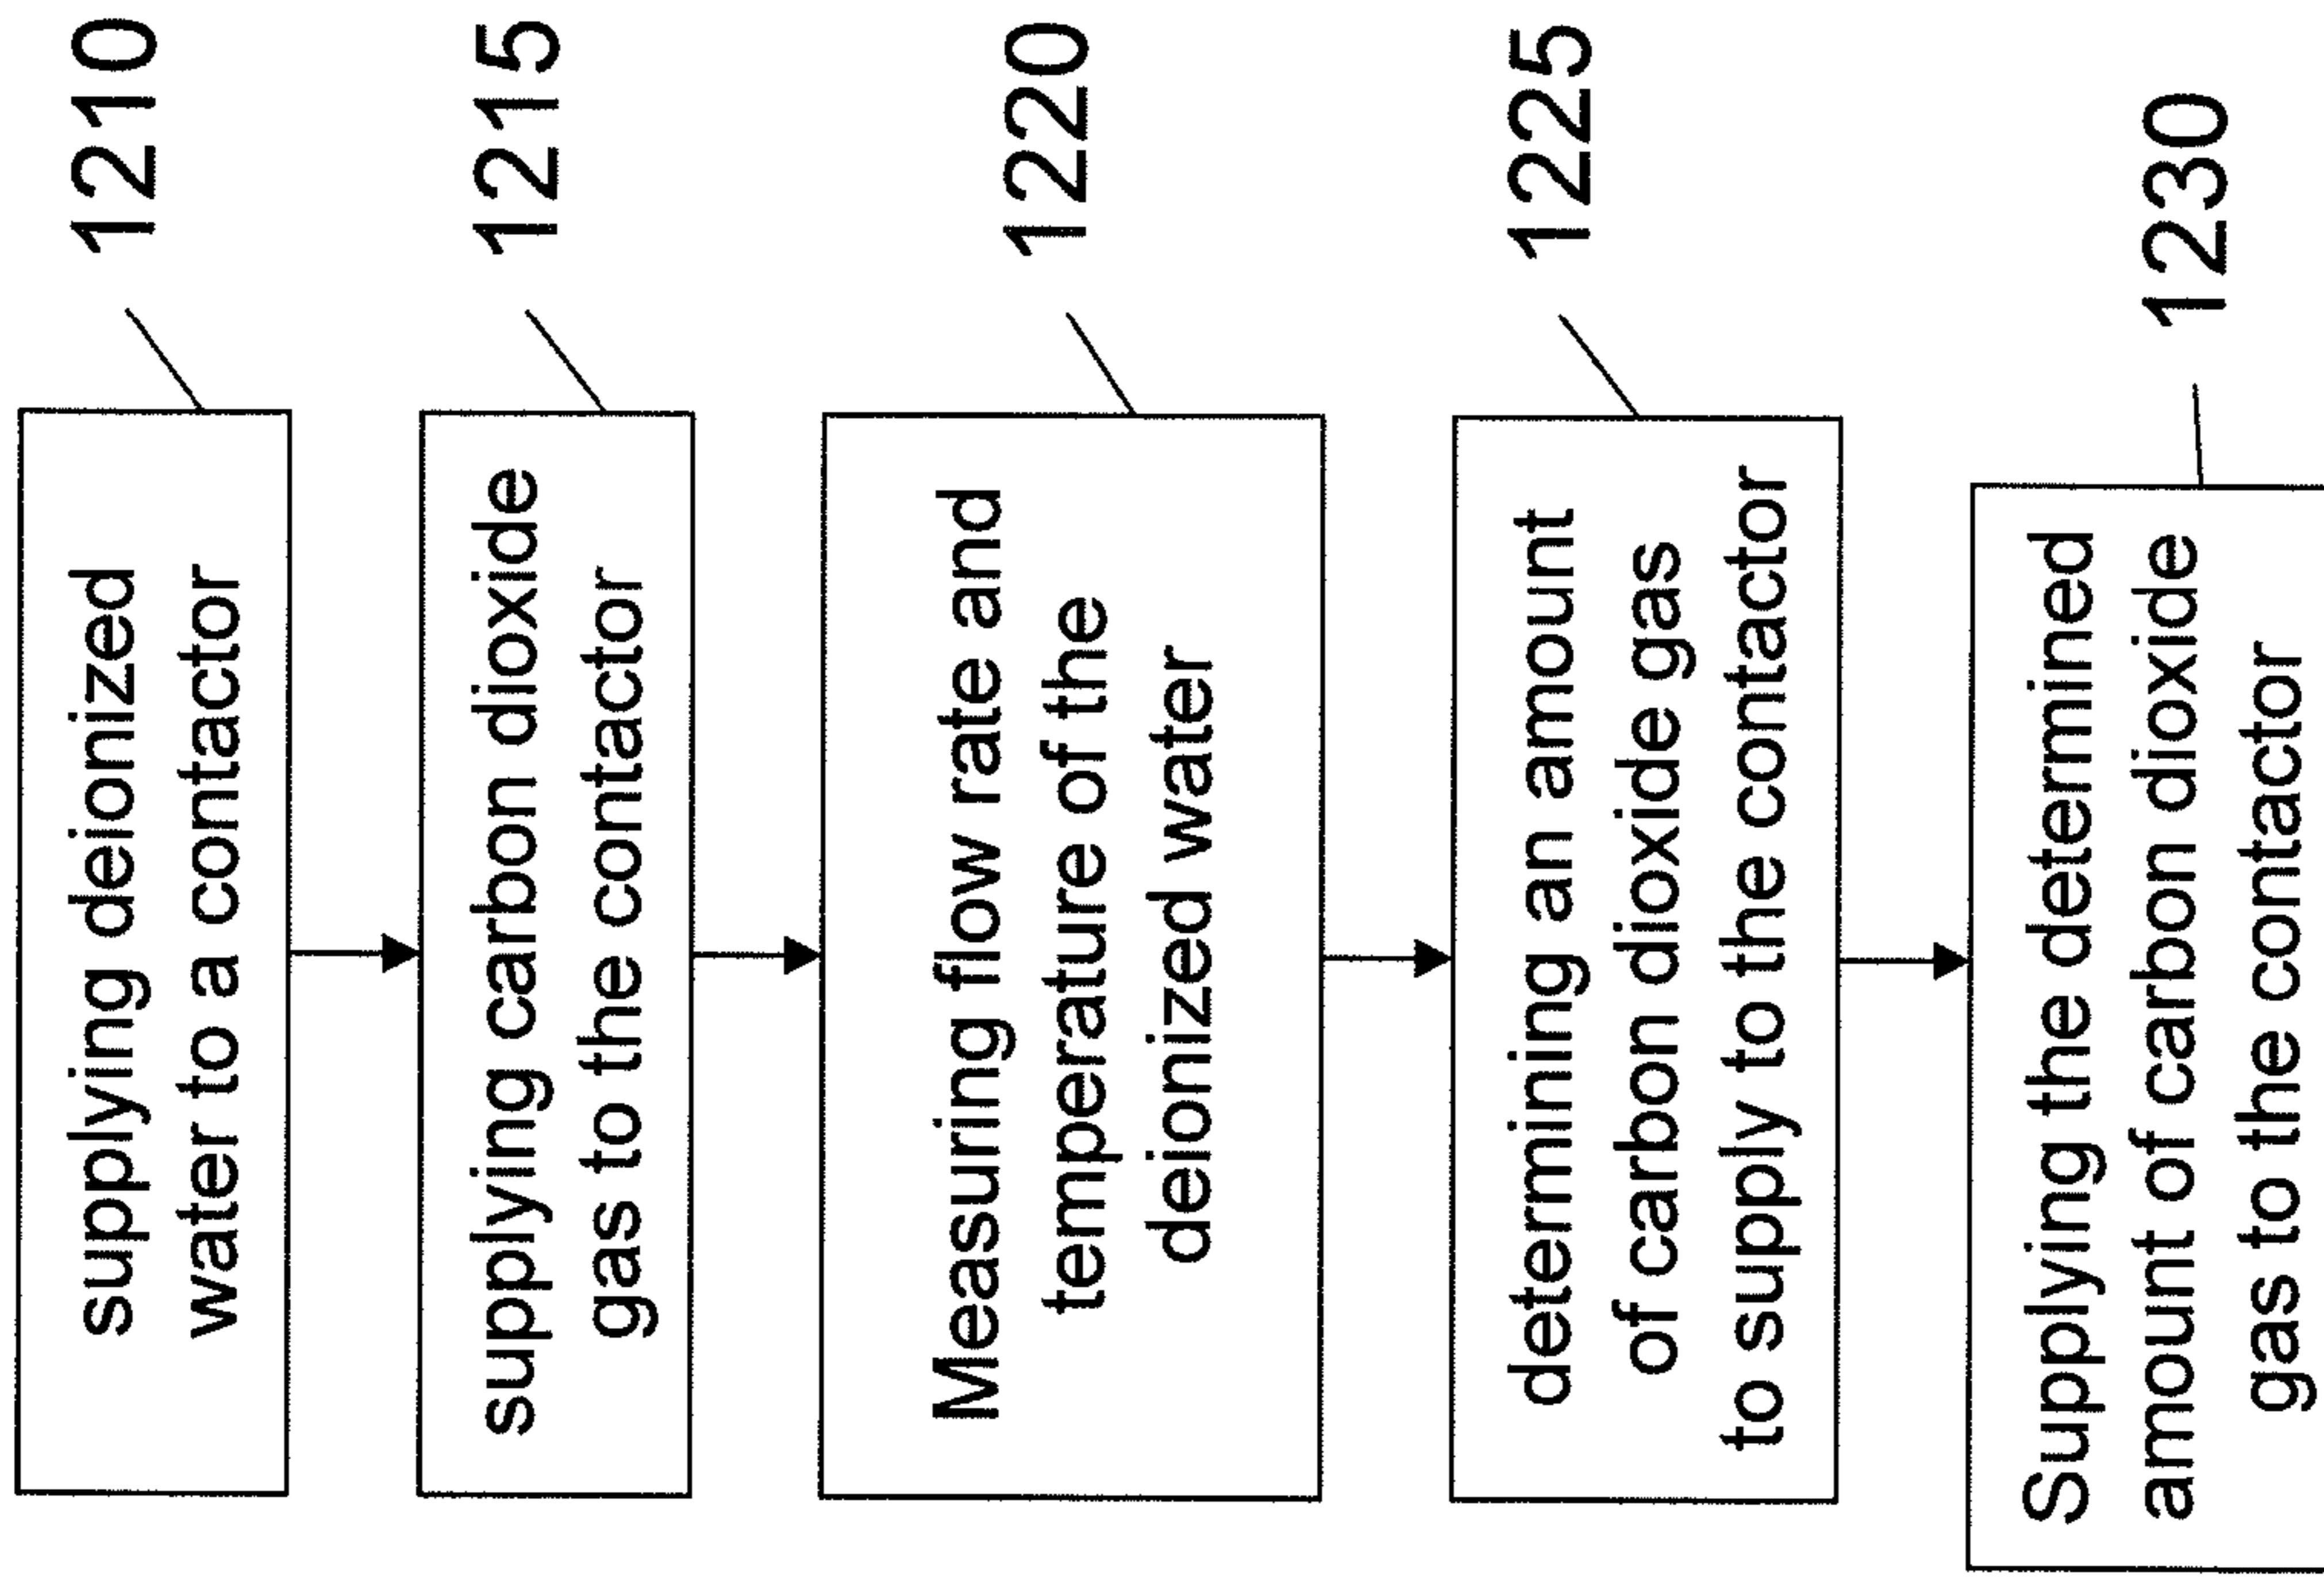 supplying deionized
water to a contactor
1210
supplying carbon dioxide
gas to the contactor
1215
Measuring flow rate and
temperature of the
deionized water
1220
determining an amount
of carbon dioxide gas
to supply to the contactor
1225
Supplying the determined
amount of carbon dioxide
gas to the contactor
1230